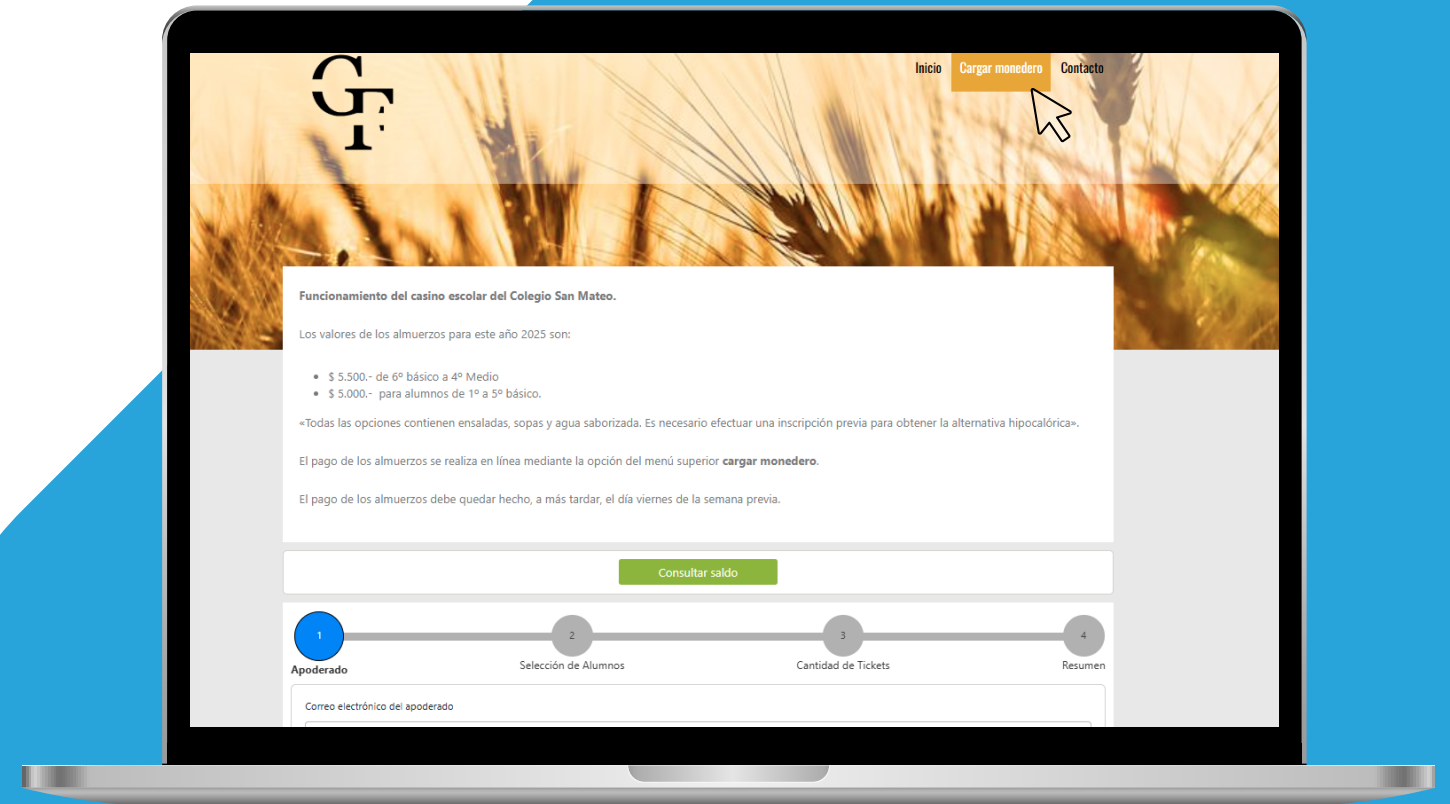 GF
Inicio Cargar monedero Contacto
Funcionamiento del casino escolar del Colegio San Mateo.
Los valores de los almuerzos para este año 2025 son:
• $ 5.500.- de 6º básico a 4º Medio
• $ 5.000.- para alumnos de 1º a 5º básico.
«Todas las opciones contienen ensaladas, sopas y agua saborizada. Es necesario efectuar una inscripción previa para obtener la alternativa hipocalórica».
El pago de los almuerzos se realiza en línea mediante la opción del menú superior cargar monedero.
El pago de los almuerzos debe quedar hecho, a más tardar, el día viernes de la semana previa.
Consultar saldo
1 2 3 4
Apoderado Selección de Alumnos Cantidad de Tickets Resumen
Correo electrónico del apoderado